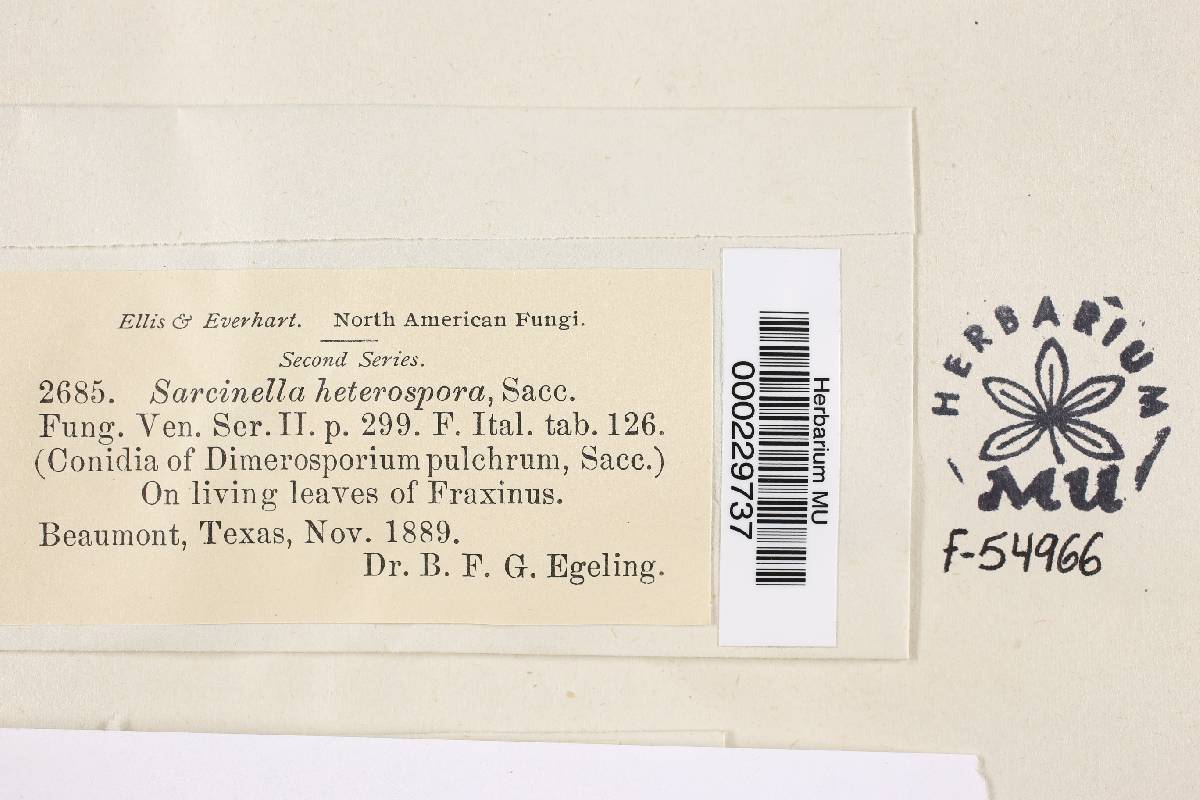 Ellis & Everhart. North American Fungi.
Second Series.
2685. Sarcinella heterospora, Sacc.
Fung. Ven. Ser. II. p. 299. F. Ital. tab. 126.
(Conidia of Dimerosporium pulchrum, Sacc.)
On living leaves of Fraxinus.
Beaumont, Texas, Nov. 1889.
Dr. B. F. G. Egeling.
Herbarium MU
000229737
HERBARIUM
MU
F-54966